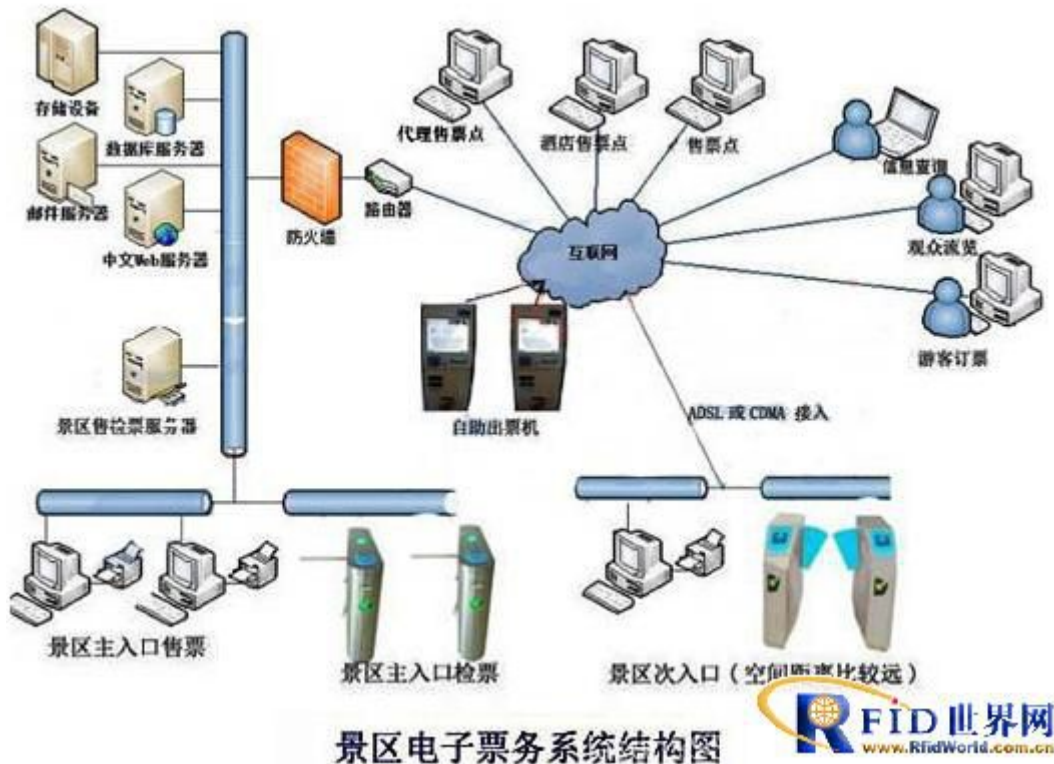 存储设备
数据库服务器
邮件服务器
中文Web服务器
景区售检票服务器
防火墙
路由器
代理售票点
酒店售票点
售票点
信息查询
观众流览
游客订票
互联网
自助出票机
ADSL 或 CDMA 接入
景区主入口售票
景区主入口检票
景区次入口（空间距离比较远）
景区电子票务系统结构图
RFID世界网
www.RfidWorld.com.cn